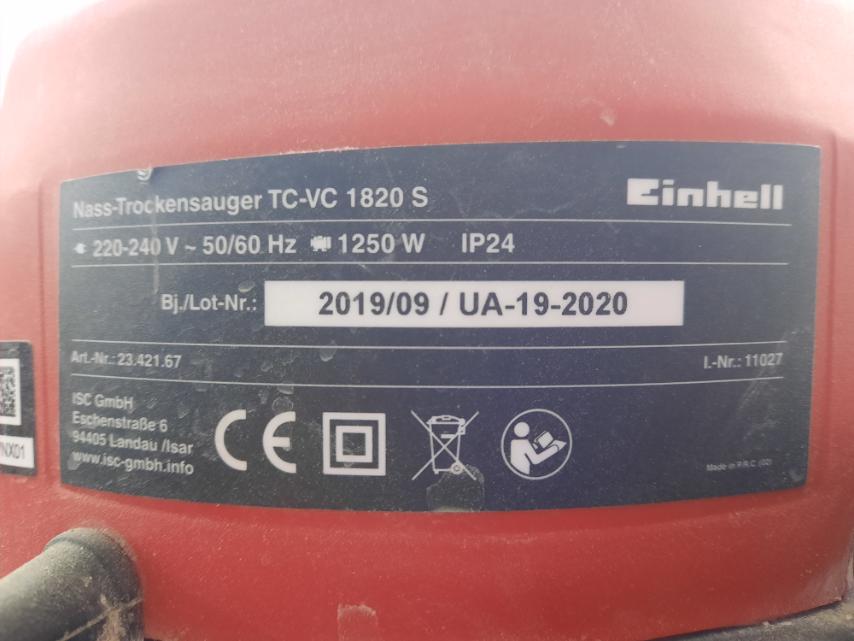 Nass-Trockensauger TC-VC 1820 S
Einhell
220-240 V ~ 50/60 Hz 1250 W IP24
Bj./Lot-Nr.: 2019/09 / UA-19-2020
Art.-Nr.: 23.421.67
I.-Nr.: 11027
ISC GmbH
Eschenstraße 6
94405 Landau /Isar
www.isc-gmbh.info
CE
Made in P.R.C (02)